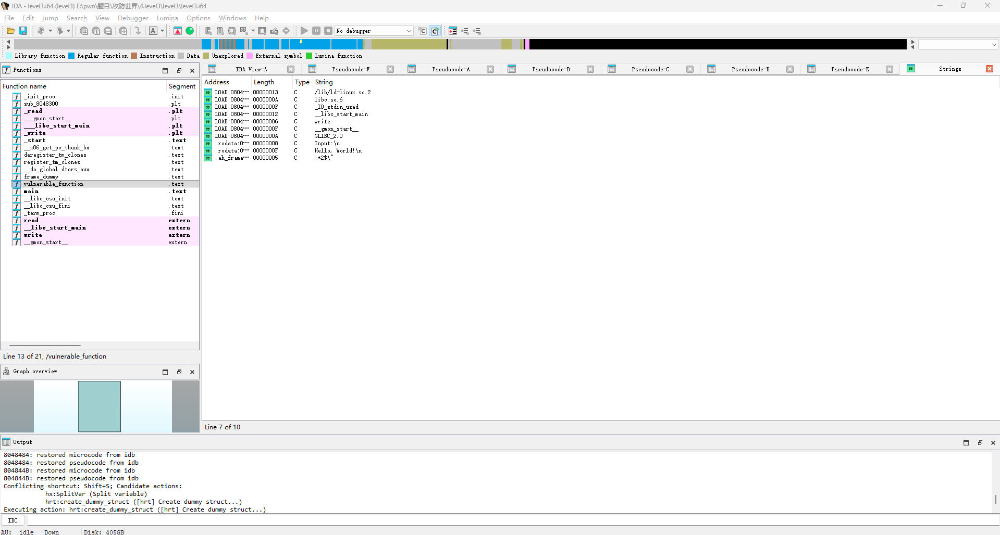 IDA - level3.i64 (level3) E:\pwn\题目\攻防世界\4.level3\level3\level3.i64
File Edit Jump Search View Debugger Lumina Options Windows Help
No debugger
Library function Regular function Instruction Data Unexplored External symbol Lumina function
Functions
Function name Segment
_init_proc .init
sub_8048300 .plt
_read .plt
___gmon_start__ .plt
___libc_start_main .plt
_write .plt
_start .text
__x86_get_pc_thunk_bx .text
deregister_tm_clones .text
register_tm_clones .text
__do_global_dtors_aux .text
frame_dummy .text
vulnerable_function .text
main .text
__libc_csu_init .text
__libc_csu_fini .text
_term_proc .fini
read extern
__libc_start_main extern
write extern
__gmon_start__ extern
Line 13 of 21, /vulnerable_function
Graph overview
IDA View-A Pseudocode-F Pseudocode-A Pseudocode-B Pseudocode-C Pseudocode-D Pseudocode-E Strings
Address Length Type String
LOAD:0804··· 00000013 C /lib/ld-linux.so.2
LOAD:0804··· 0000000A C libc.so.6
LOAD:0804··· 0000000F C _IO_stdin_used
LOAD:0804··· 00000012 C __libc_start_main
LOAD:0804··· 00000006 C write
LOAD:0804··· 0000000F C __gmon_start__
LOAD:0804··· 0000000A C GLIBC_2.0
.rodata:0··· 00000008 C Input:\n
.rodata:0··· 0000000F C Hello, World!\n
.eh_frame··· 00000005 C ;*2$\"
Line 7 of 10
Output
8048484: restored microcode from idb
8048484: restored pseudocode from idb
804844B: restored microcode from idb
804844B: restored pseudocode from idb
Conflicting shortcut: Shift+S; Candidate actions:
hx:SplitVar (Split variable)
hrt:create_dummy_struct ([hrt] Create dummy struct...)
Executing action: hrt:create_dummy_struct ([hrt] Create dummy struct...)
IDC
AU: idle Down Disk: 405GB